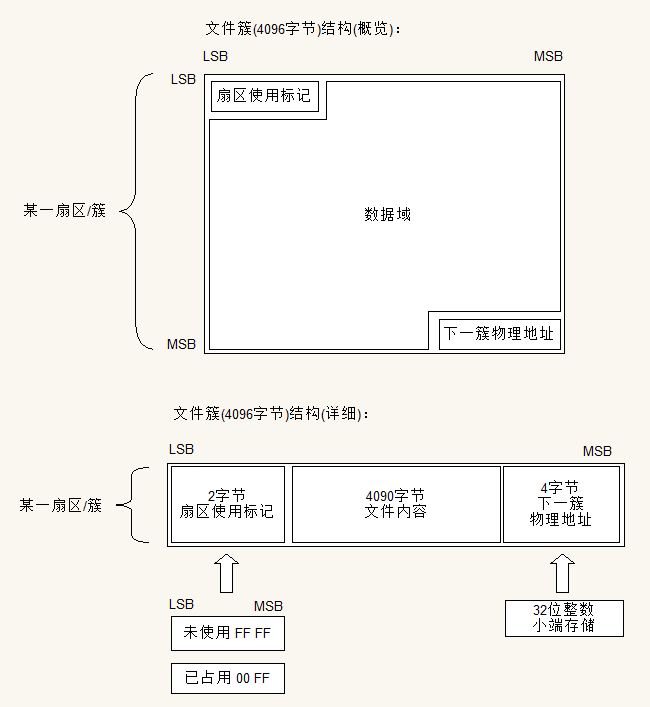 文件簇(4096字节)结构(概览)：
LSB MSB
LSB
扇区使用标记
某一扇区/簇
数据域
下一簇物理地址
MSB
文件簇(4096字节)结构(详细)：
LSB MSB
某一扇区/簇
2字节
扇区使用标记
4090字节
文件内容
4字节
下一簇
物理地址
LSB MSB
未使用 FF FF
已占用 00 FF
32位整数
小端存储